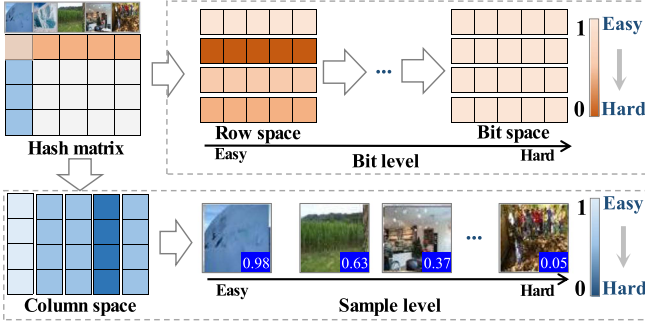 1
Easy
...
0
Hard
Hash matrix
Row space
Bit space
Easy
Bit level
Hard
1
Easy
...
0.98
0.63
0.37
0.05
0
Hard
Easy
Hard
Column space
Sample level